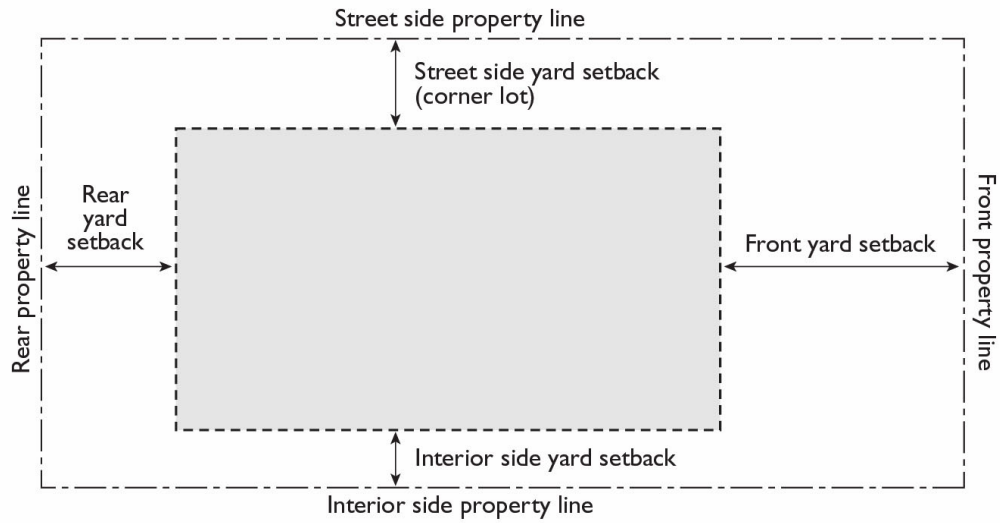 Street side property line
Street side yard setback
(corner lot)
Rear property line
Rear
yard
setback
Front yard setback
Front property line
Interior side yard setback
Interior side property line